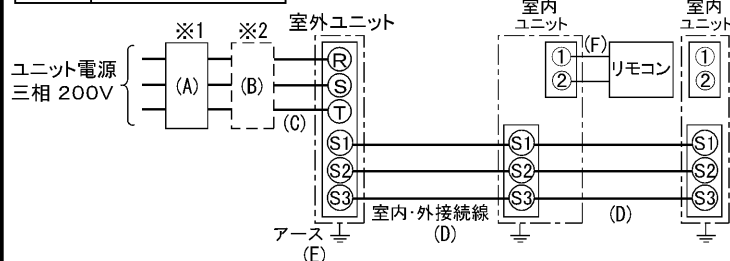 ※1
※2
室外ユニット
室内
ユニット
室内
ユニット
ユニット電源
三相 200V
(A)
(B)
(C)
R
S
T
①
②
(F)
リモコン
①
②
S1
S2
S3
S1
S2
S3
S1
S2
S3
室内・外接続線
(D)
(D)
アース
(E)